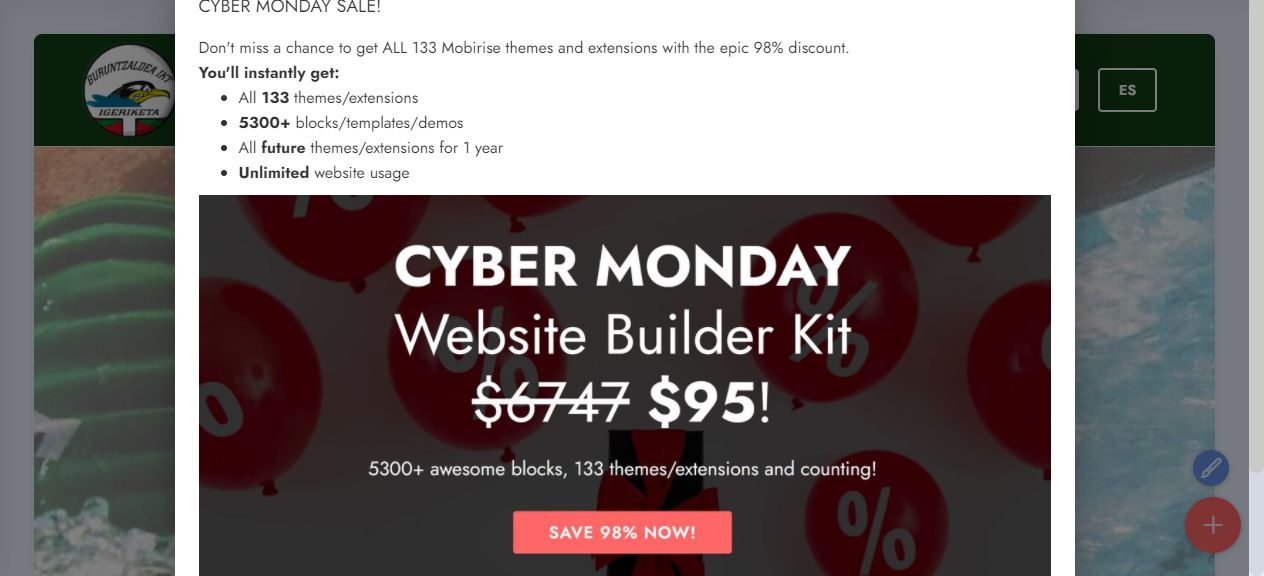 CYBER MONDAY SALE!
Don't miss a chance to get ALL 133 Mobirise themes and extensions with the epic 98% discount.
You'll instantly get:
All 133 themes/extensions
5300+ blocks/templates/demos
All future themes/extensions for 1 year
Unlimited website usage
BURUNTZALDEA IKT
IGERIKETA
ES
CYBER MONDAY
Website Builder Kit
$6747 $95!
5300+ awesome blocks, 133 themes/extensions and counting!
SAVE 98% NOW!
%
%
%
%
%